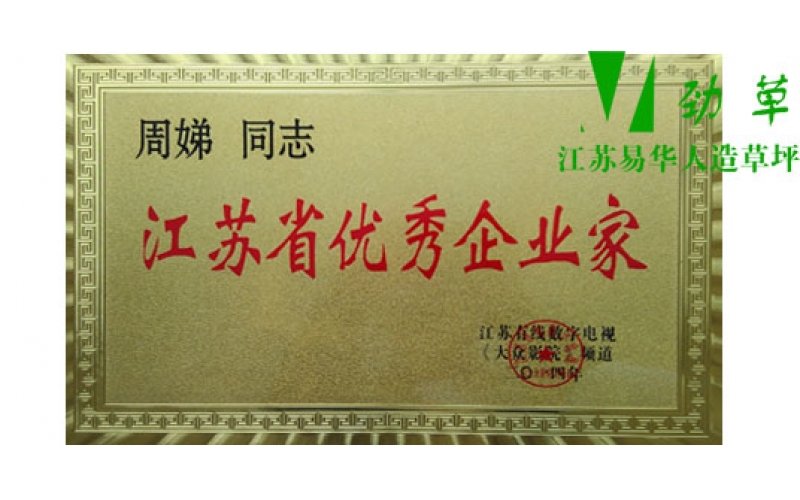 劲草
江苏易华人造草坪
周娣 同志
江苏省优秀企业家
江苏有线数字电视
《大众影院》频道
二〇一四年